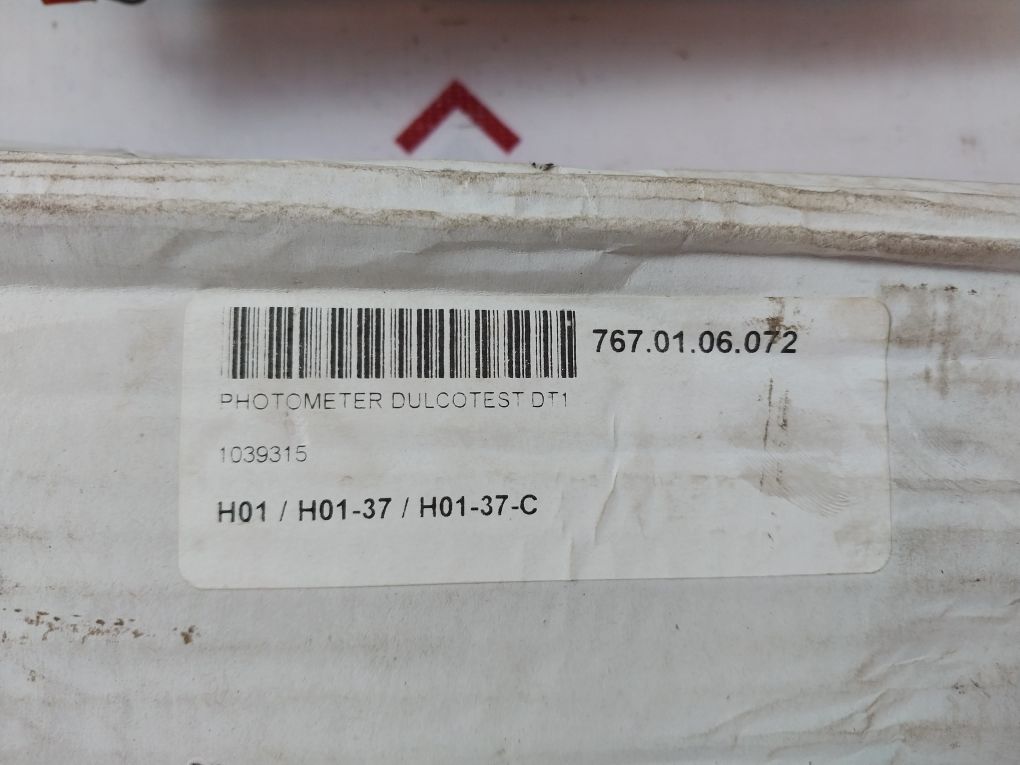 767.01.06.072
PHOTOMETER DULCOTEST DT1
1039315
H01 / H01-37 / H01-37-C